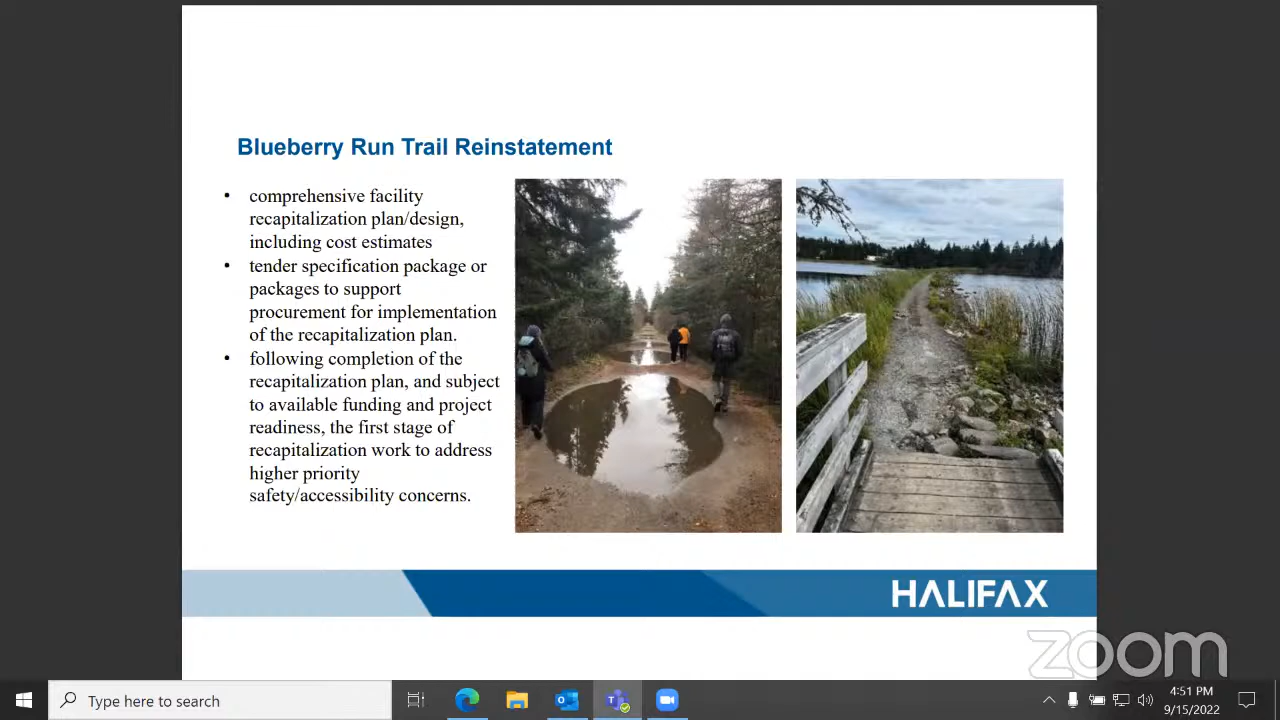 Blueberry Run Trail Reinstatement
• comprehensive facility
recapitalization plan/design,
including cost estimates
• tender specification package or
packages to support
procurement for implementation
of the recapitalization plan.
• following completion of the
recapitalization plan, and subject
to available funding and project
readiness, the first stage of
recapitalization work to address
higher priority
safety/accessibility concerns.
HALIFAX
zoom
Type here to search
4:51 PM
9/15/2022